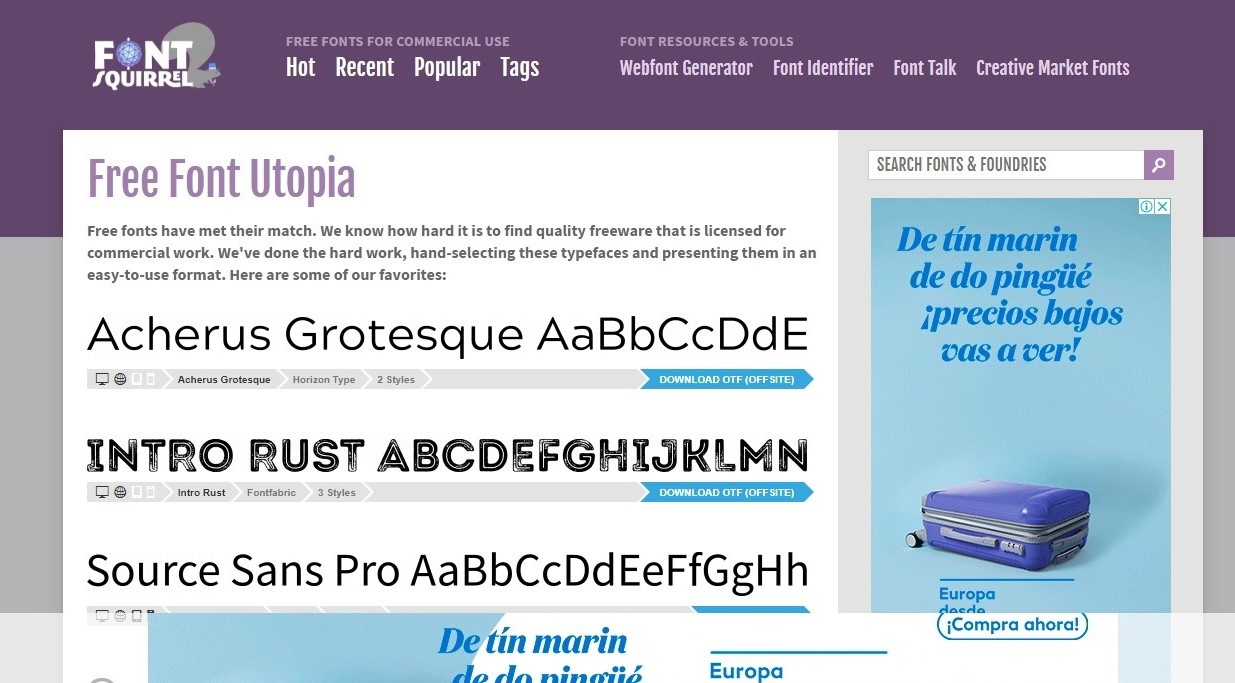 FONT
SQUIRREL
FREE FONTS FOR COMMERCIAL USE
Hot Recent Popular Tags
FONT RESOURCES & TOOLS
Webfont Generator Font Identifier Font Talk Creative Market Fonts
Free Font Utopia
Free fonts have met their match. We know how hard it is to find quality freeware that is licensed for
commercial work. We've done the hard work, hand-selecting these typefaces and presenting them in an
easy-to-use format. Here are some of our favorites:
Acherus Grotesque AaBbCcDdE
Acherus Grotesque Horizon Type 2 Styles DOWNLOAD OTF (OFFSITE)
INTRO RUST ABCDEFGHIJKLMN
Intro Rust Fontfabric 3 Styles DOWNLOAD OTF (OFFSITE)
Source Sans Pro AaBbCcDdEeFfGgHh
SEARCH FONTS & FOUNDRIES
De tín marin
de do pingüé
¡precios bajos
vas a ver!
Europa
desde
¡Compra ahora!
De tín marin
de do pingüé
Europa